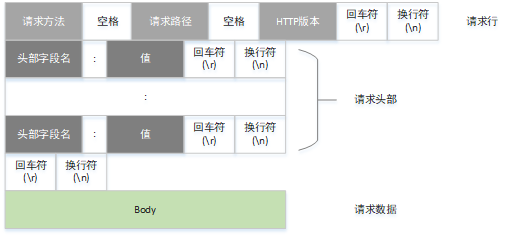 请求方法 空格 请求路径 空格 HTTP版本 回车符(\r) 换行符(\n) 请求行
头部字段名 : 值 回车符(\r) 换行符(\n)
:
请求头部
头部字段名 : 值 回车符(\r) 换行符(\n)
回车符(\r) 换行符(\n)
Body 请求数据